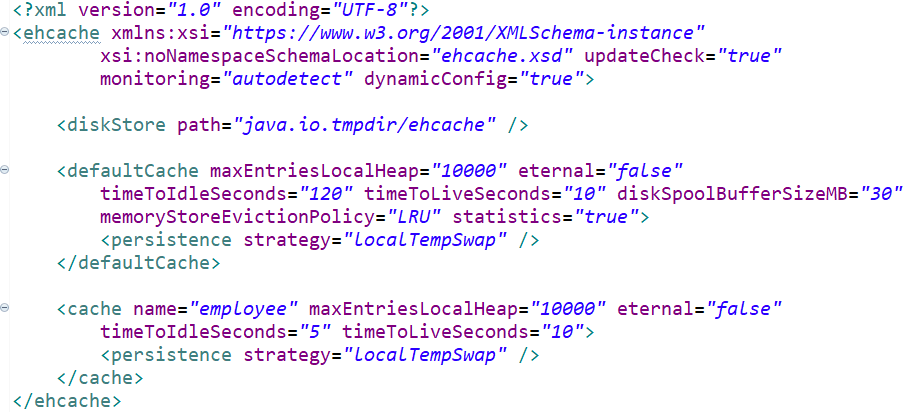 <?xml version="1.0" encoding="UTF-8"?>
<ehcache xmlns:xsi="https://www.w3.org/2001/XMLSchema-instance"
xsi:noNamespaceSchemaLocation="ehcache.xsd" updateCheck="true"
monitoring="autodetect" dynamicConfig="true">
<diskStore path="java.io.tmpdir/ehcache" />
<defaultCache maxEntriesLocalHeap="10000" eternal="false"
timeToIdleSeconds="120" timeToLiveSeconds="10" diskSpoolBufferSizeMB="30"
memoryStoreEvictionPolicy="LRU" statistics="true">
<persistence strategy="localTempSwap" />
</defaultCache>
<cache name="employee" maxEntriesLocalHeap="10000" eternal="false"
timeToIdleSeconds="5" timeToLiveSeconds="10">
<persistence strategy="localTempSwap" />
</cache>
</ehcache>